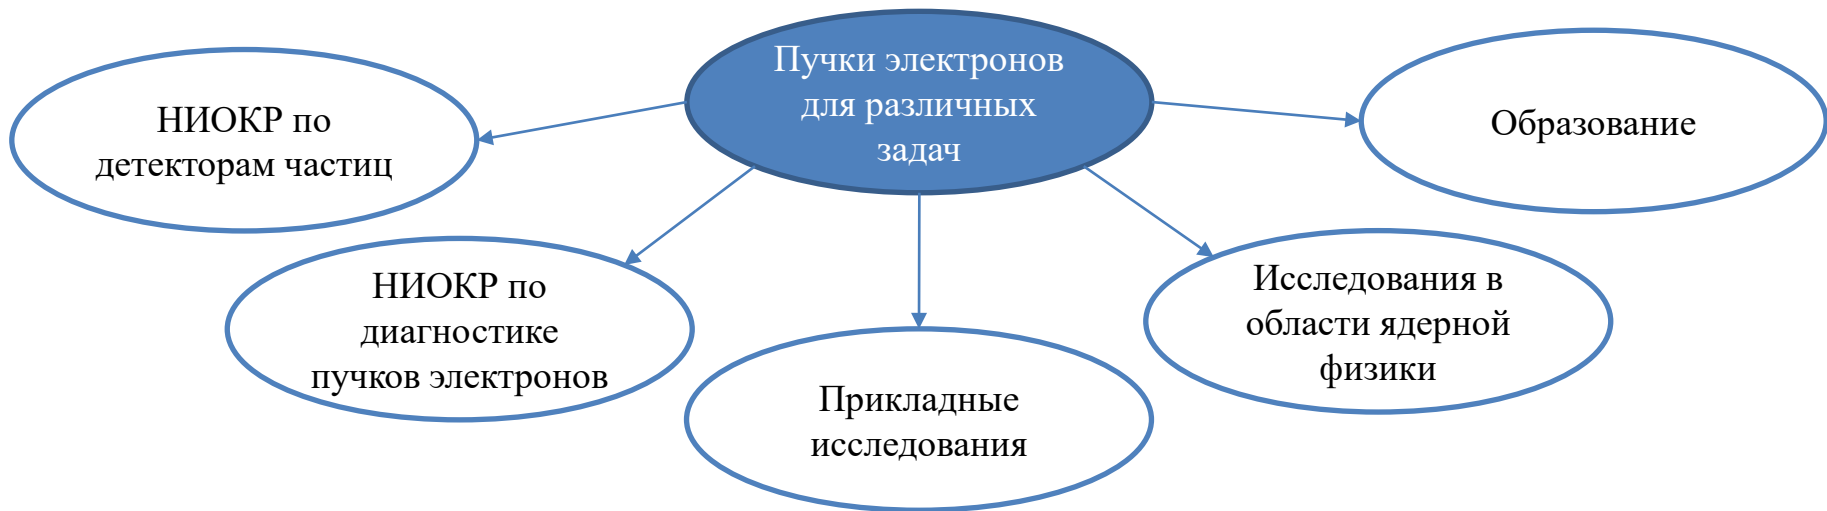 Пучки электронов
для различных
задач
НИОКР по
детекторам частиц
НИОКР по
диагностике
пучков электронов
Прикладные
исследования
Исследования в
области ядерной
физики
Образование